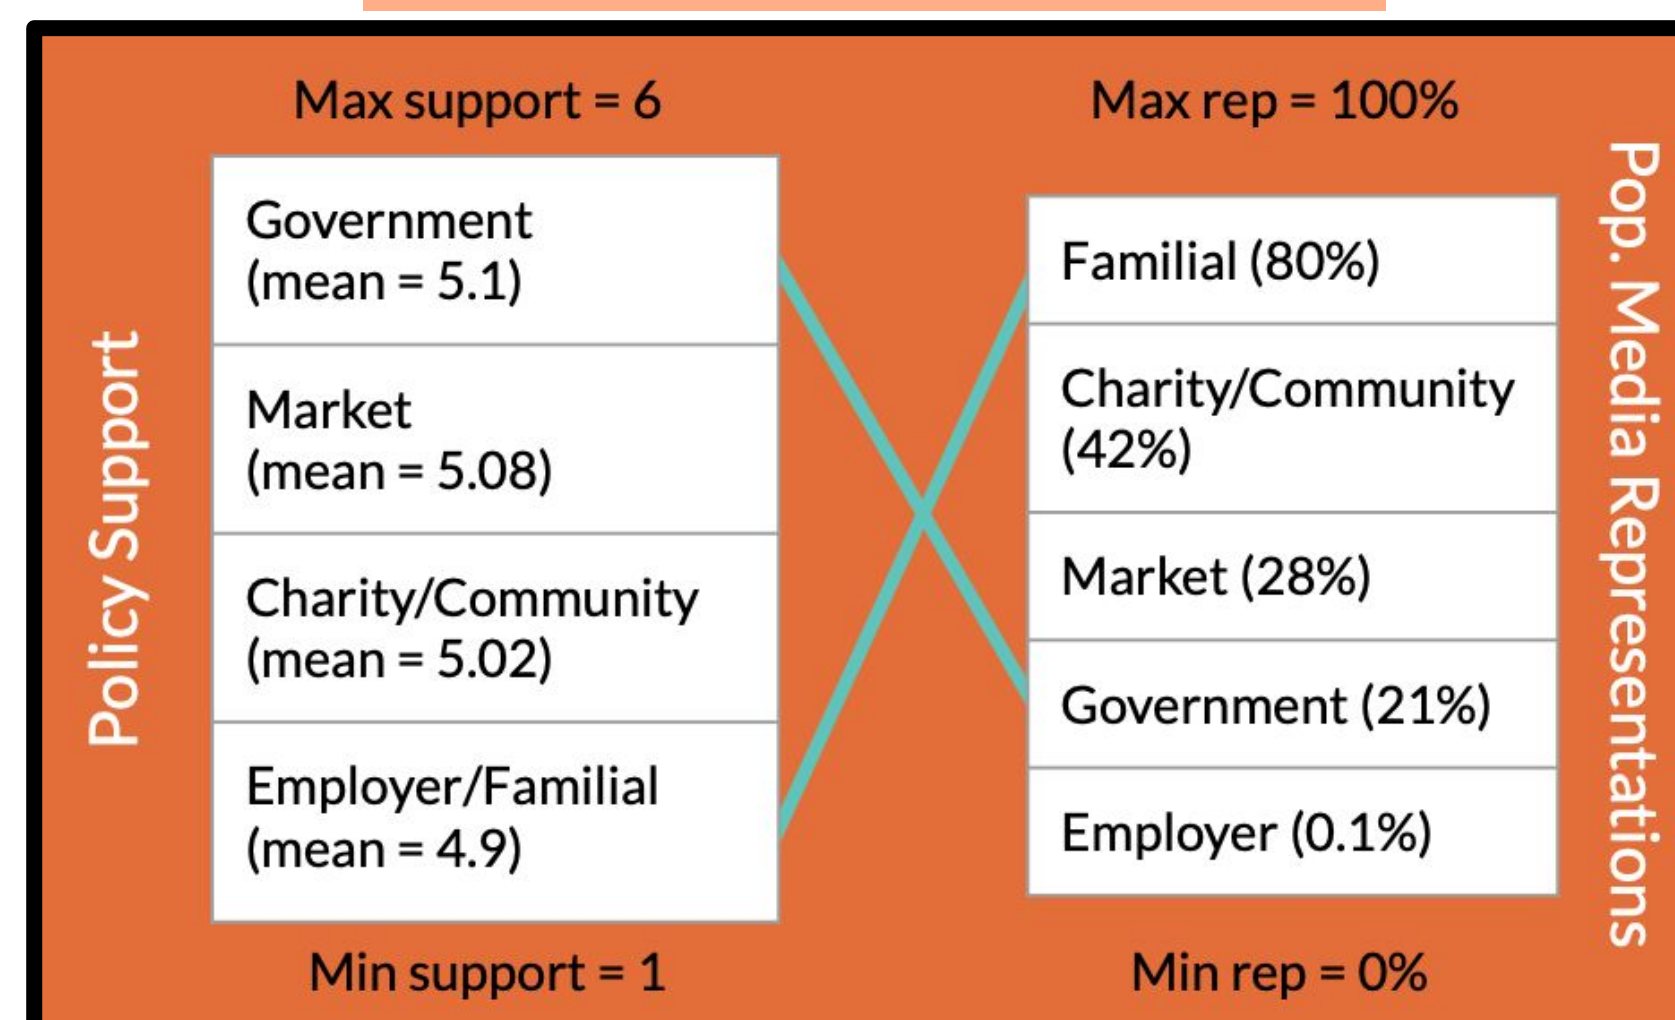 Policy Support
Max support = 6
Government
(mean = 5.1)
Market
(mean = 5.08)
Charity/Community
(mean = 5.02)
Employer/Familial
(mean = 4.9)
Min support = 1
Max rep = 100%
Familial (80%)
Charity/Community
(42%)
Market (28%)
Government (21%)
Employer (0.1%)
Min rep = 0%
Pop. Media Representations